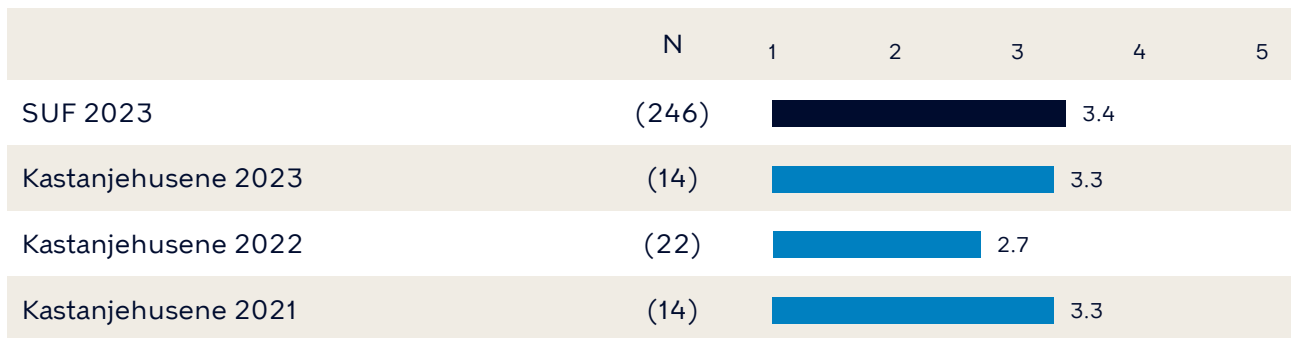 N 1 2 3 4 5
SUF 2023 (246) 3.4
Kastanjehusene 2023 (14) 3.3
Kastanjehusene 2022 (22) 2.7
Kastanjehusene 2021 (14) 3.3